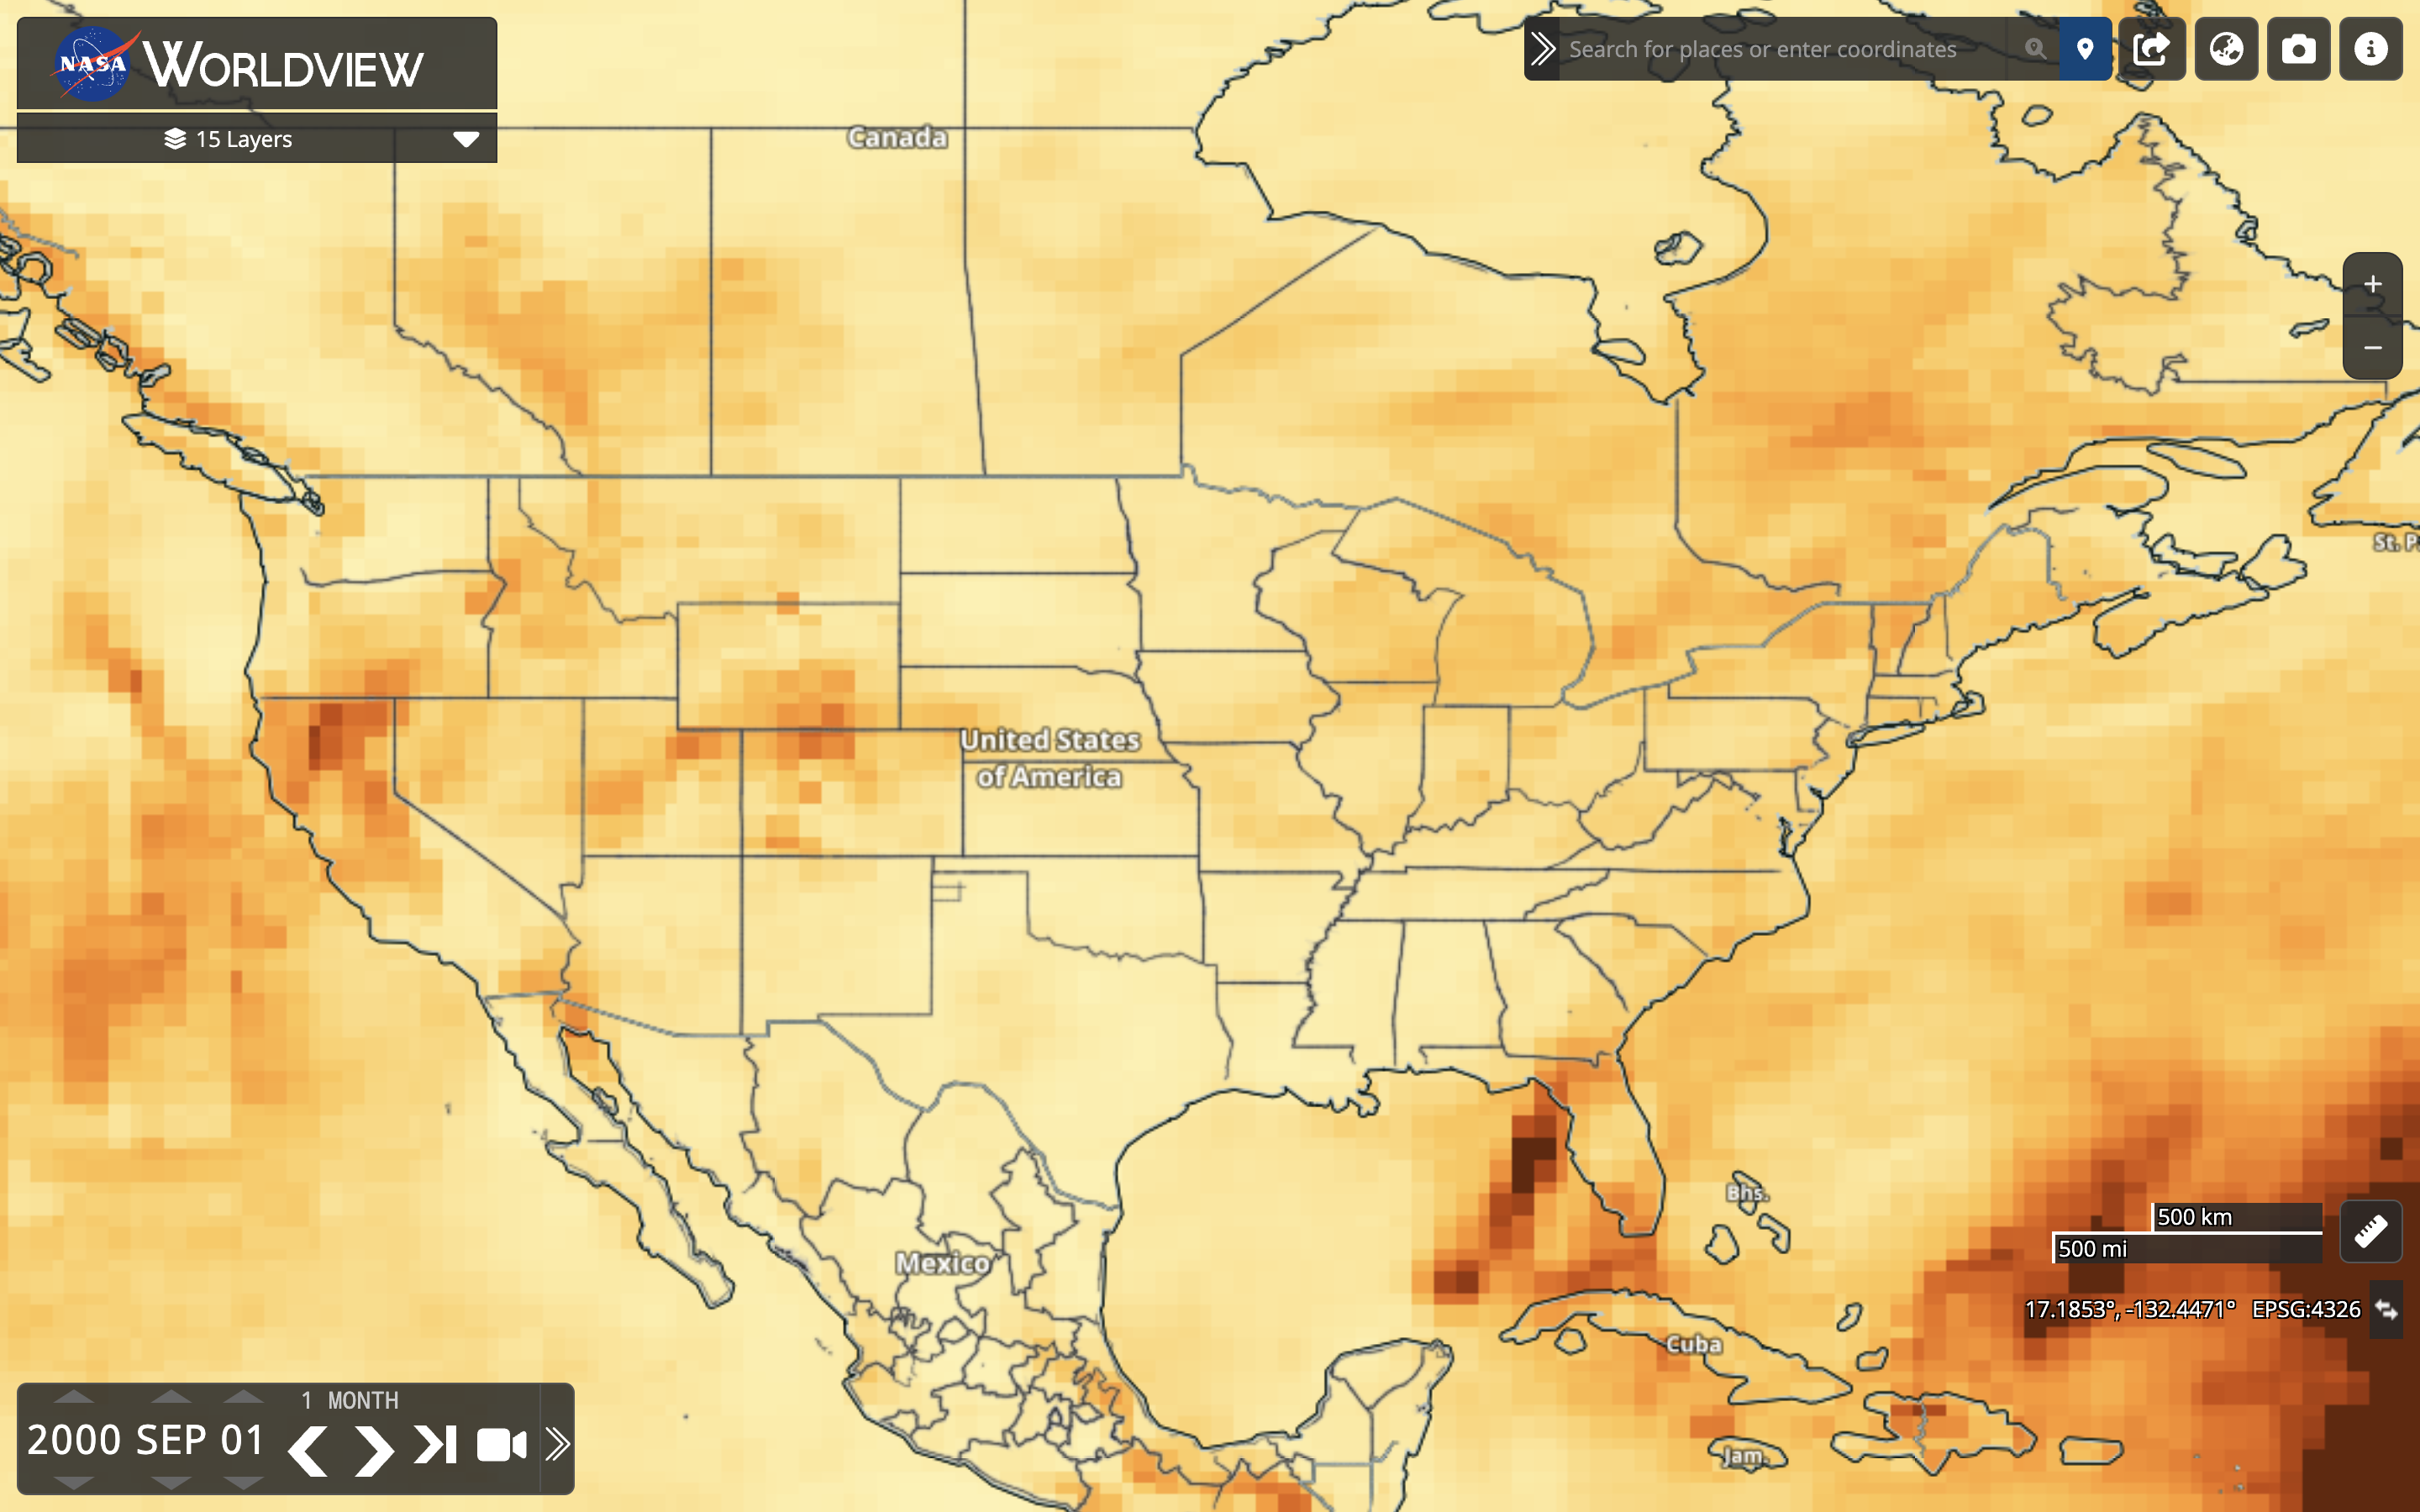 NASA WORLDVIEW
15 Layers
Search for places or enter coordinates
Canada
St. P
United States
of America
Bhs.
500 km
500 mi
Mexico
17.1853°, -132.4471° EPSG:4326
Cuba
Jam.
1 MONTH
2000 SEP 01